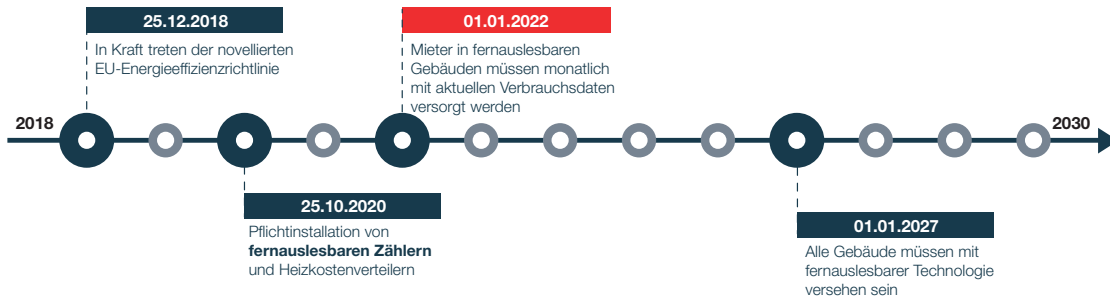 25.12.2018
In Kraft treten der novellierten
EU-Energieeffizienzrichtlinie
01.01.2022
Mieter in fernauslesbaren
Gebäuden müssen monatlich
mit aktuellen Verbrauchsdaten
versorgt werden
2018
2030
25.10.2020
Pflichtinstallation von
fernauslesbaren Zählern
und Heizkostenverteilern
01.01.2027
Alle Gebäude müssen mit
fernauslesbarer Technologie
versehen sein